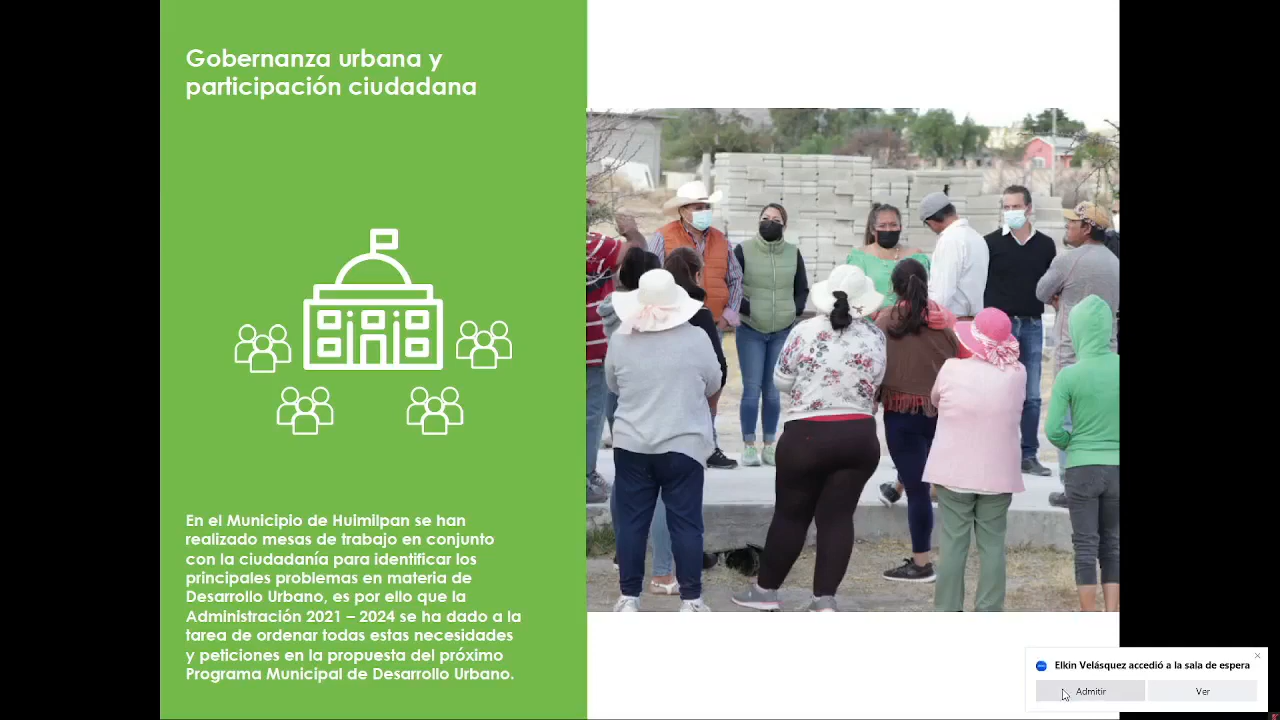 Gobernanza urbana y
participación ciudadana
En el Municipio de Huimilpan se han
realizado mesas de trabajo en conjunto
con la ciudadanía para identificar los
principales problemas en materia de
Desarrollo Urbano, es por ello que la
Administración 2021 – 2024 se ha dado a la
tarea de ordenar todas estas necesidades
y peticiones en la propuesta del próximo
Programa Municipal de Desarrollo Urbano.
Elkin Velásquez accedió a la sala de espera
Admitir Ver